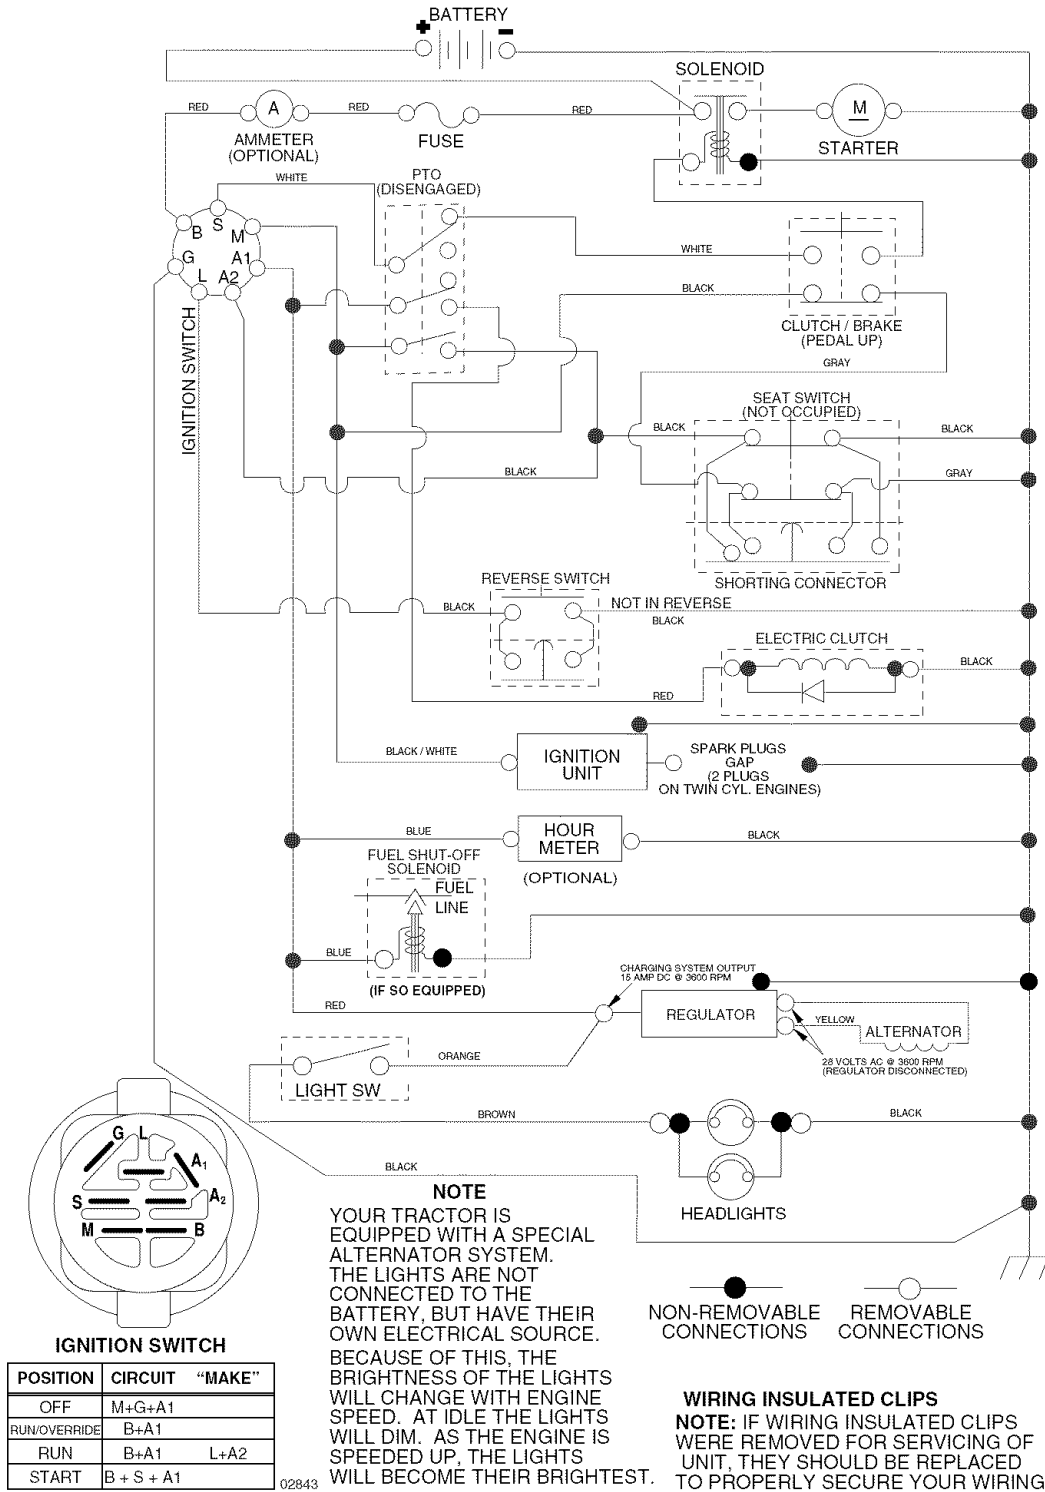 BATTERY
+ -
SOLENOID
RED
A
RED
RED
M
AMMETER
(OPTIONAL)
FUSE
STARTER
WHITE
PTO
(DISENGAGED)
B
S
M
G
A1
L
A2
WHITE
BLACK
IGNITION SWITCH
CLUTCH / BRAKE
(PEDAL UP)
GRAY
SEAT SWITCH
(NOT OCCUPIED)
BLACK
BLACK
BLACK
GRAY
SHORTING CONNECTOR
REVERSE SWITCH
BLACK
NOT IN REVERSE
BLACK
ELECTRIC CLUTCH
BLACK
RED
BLACK / WHITE
IGNITION
UNIT
SPARK PLUGS
GAP
(2 PLUGS
ON TWIN CYL. ENGINES)
BLUE
HOUR
METER
BLACK
(OPTIONAL)
FUEL SHUT-OFF
SOLENOID
FUEL
LINE
BLUE
(IF SO EQUIPPED)
CHARGING SYSTEM OUTPUT
15 AMP DC @ 3600 RPM
RED
REGULATOR
YELLOW
ALTERNATOR
28 VOLTS AC @ 3600 RPM
(REGULATOR DISCONNECTED)
ORANGE
LIGHT SW
BROWN
BLACK
HEADLIGHTS
BLACK
G L
A1
S
A2
M
B
IGNITION SWITCH
POSITION CIRCUIT "MAKE"
OFF M+G+A1
RUN/OVERRIDE B+A1
RUN B+A1 L+A2
START B + S + A1
02843
NOTE
YOUR TRACTOR IS
EQUIPPED WITH A SPECIAL
ALTERNATOR SYSTEM.
THE LIGHTS ARE NOT
CONNECTED TO THE
BATTERY, BUT HAVE THEIR
OWN ELECTRICAL SOURCE.
BECAUSE OF THIS, THE
BRIGHTNESS OF THE LIGHTS
WILL CHANGE WITH ENGINE
SPEED. AT IDLE THE LIGHTS
WILL DIM. AS THE ENGINE IS
SPEEDED UP, THE LIGHTS
WILL BECOME THEIR BRIGHTEST.
NON-REMOVABLE
CONNECTIONS
REMOVABLE
CONNECTIONS
WIRING INSULATED CLIPS
NOTE: IF WIRING INSULATED CLIPS
WERE REMOVED FOR SERVICING OF
UNIT, THEY SHOULD BE REPLACED
TO PROPERLY SECURE YOUR WIRING